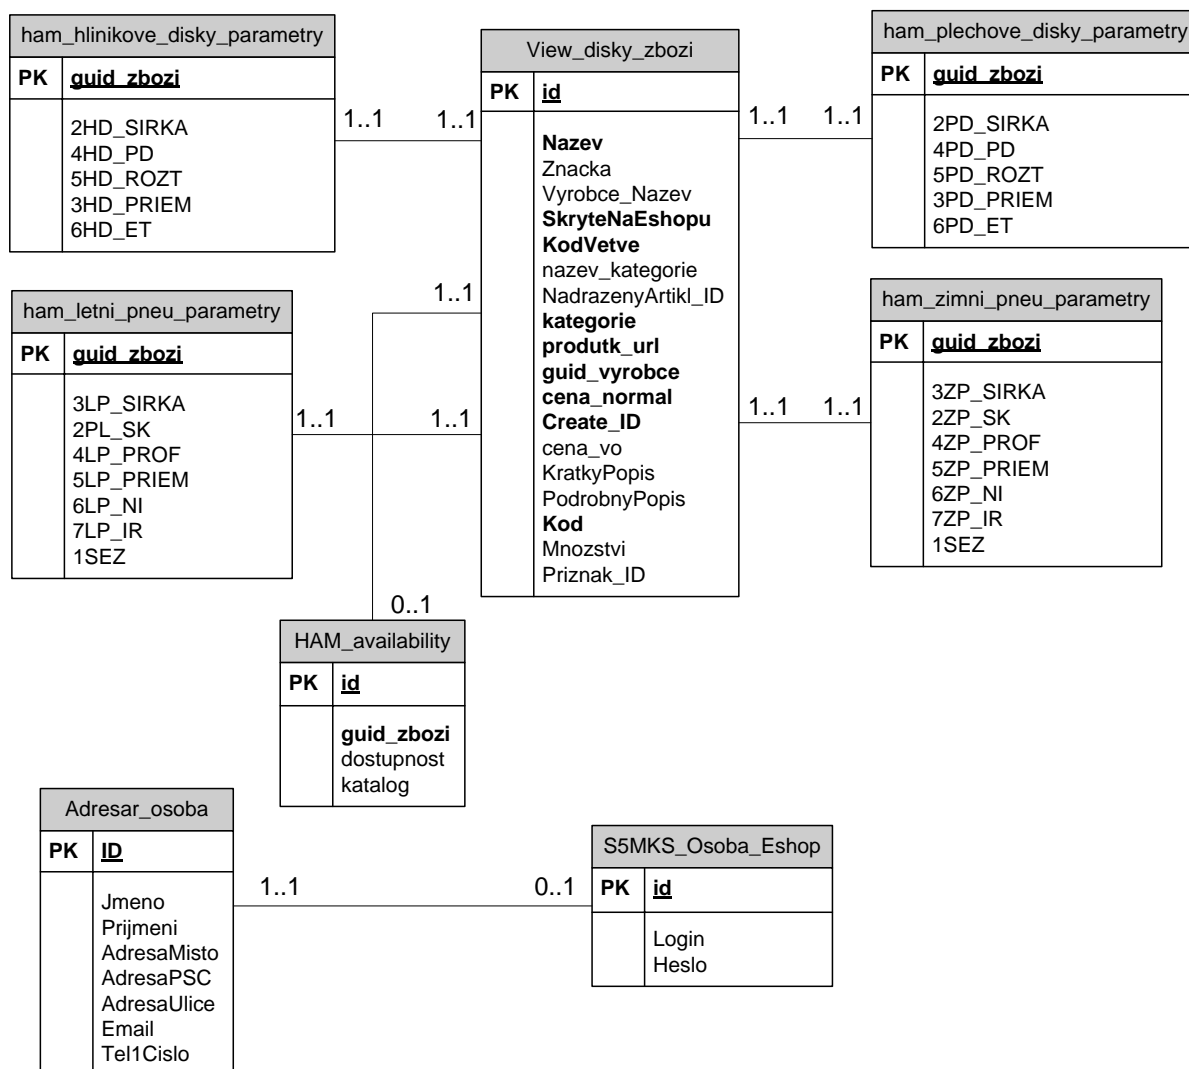 ham_hlinikove_disky_parametry
PK guid_zbozi
2HD_SIRKA
4HD_PD
5HD_ROZT
3HD_PRIEM
6HD_ET
1..1 1..1
View_disky_zbozi
PK id
Nazev
Znacka
Vyrobce_Nazev
SkryteNaEshopu
KodVetve
nazev_kategorie
NadrazenyArtikl_ID
kategorie
produtk_url
guid_vyrobce
cena_normal
Create_ID
cena_vo
KratkyPopis
PodrobnyPopis
Kod
Mnozstvi
Priznak_ID
1..1 1..1
ham_plechove_disky_parametry
PK guid_zbozi
2PD_SIRKA
4PD_PD
5PD_ROZT
3PD_PRIEM
6PD_ET
ham_letni_pneu_parametry
PK guid_zbozi
3LP_SIRKA
2PL_SK
4LP_PROF
5LP_PRIEM
6LP_NI
7LP_IR
1SEZ
1..1
1..1 1..1
1..1 1..1
ham_zimni_pneu_parametry
PK guid_zbozi
3ZP_SIRKA
2ZP_SK
4ZP_PROF
5ZP_PRIEM
6ZP_NI
7ZP_IR
1SEZ
0..1
HAM_availability
PK id
guid_zbozi
dostupnost
katalog
Adresar_osoba
PK ID
Jmeno
Prijmeni
AdresaMisto
AdresaPSC
AdresaUlice
Email
Tel1Cislo
1..1 0..1
S5MKS_Osoba_Eshop
PK id
Login
Heslo